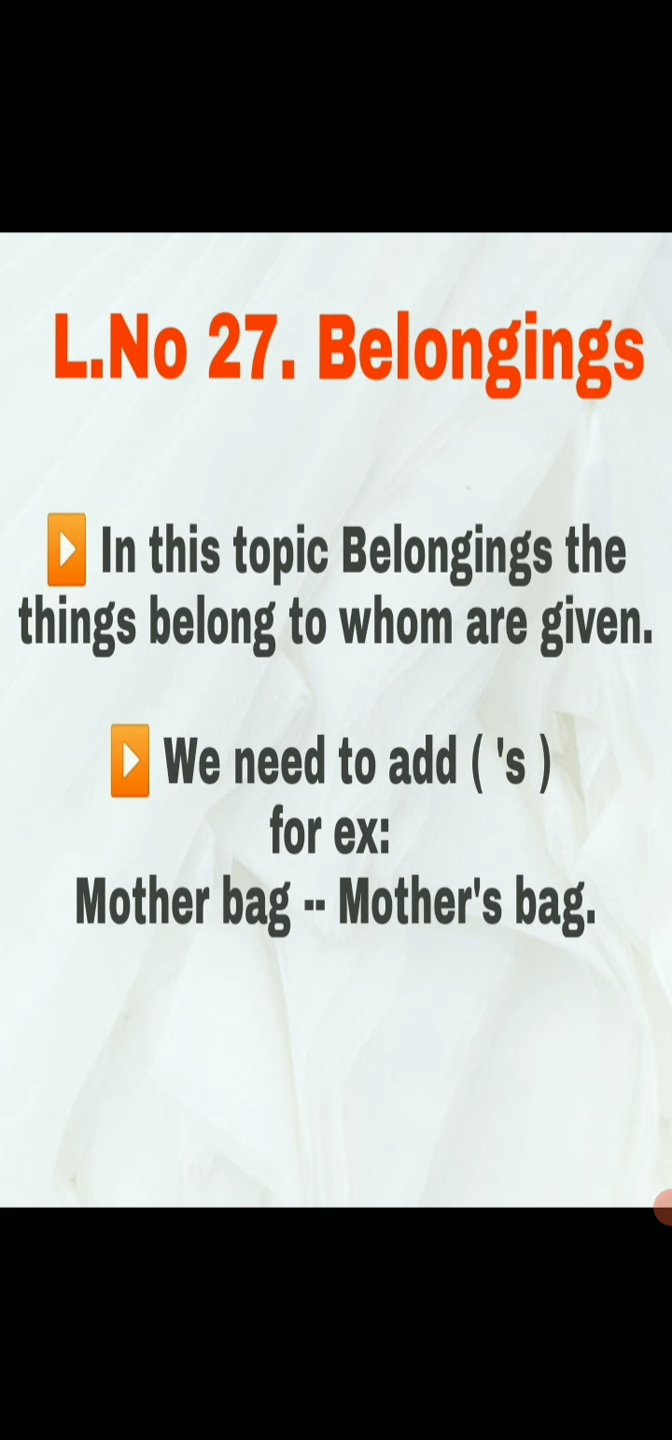 L.No 27. Belongings
▶️ In this topic Belongings the
things belong to whom are given.
▶️ We need to add ( 's )
for ex:
Mother bag -- Mother's bag.